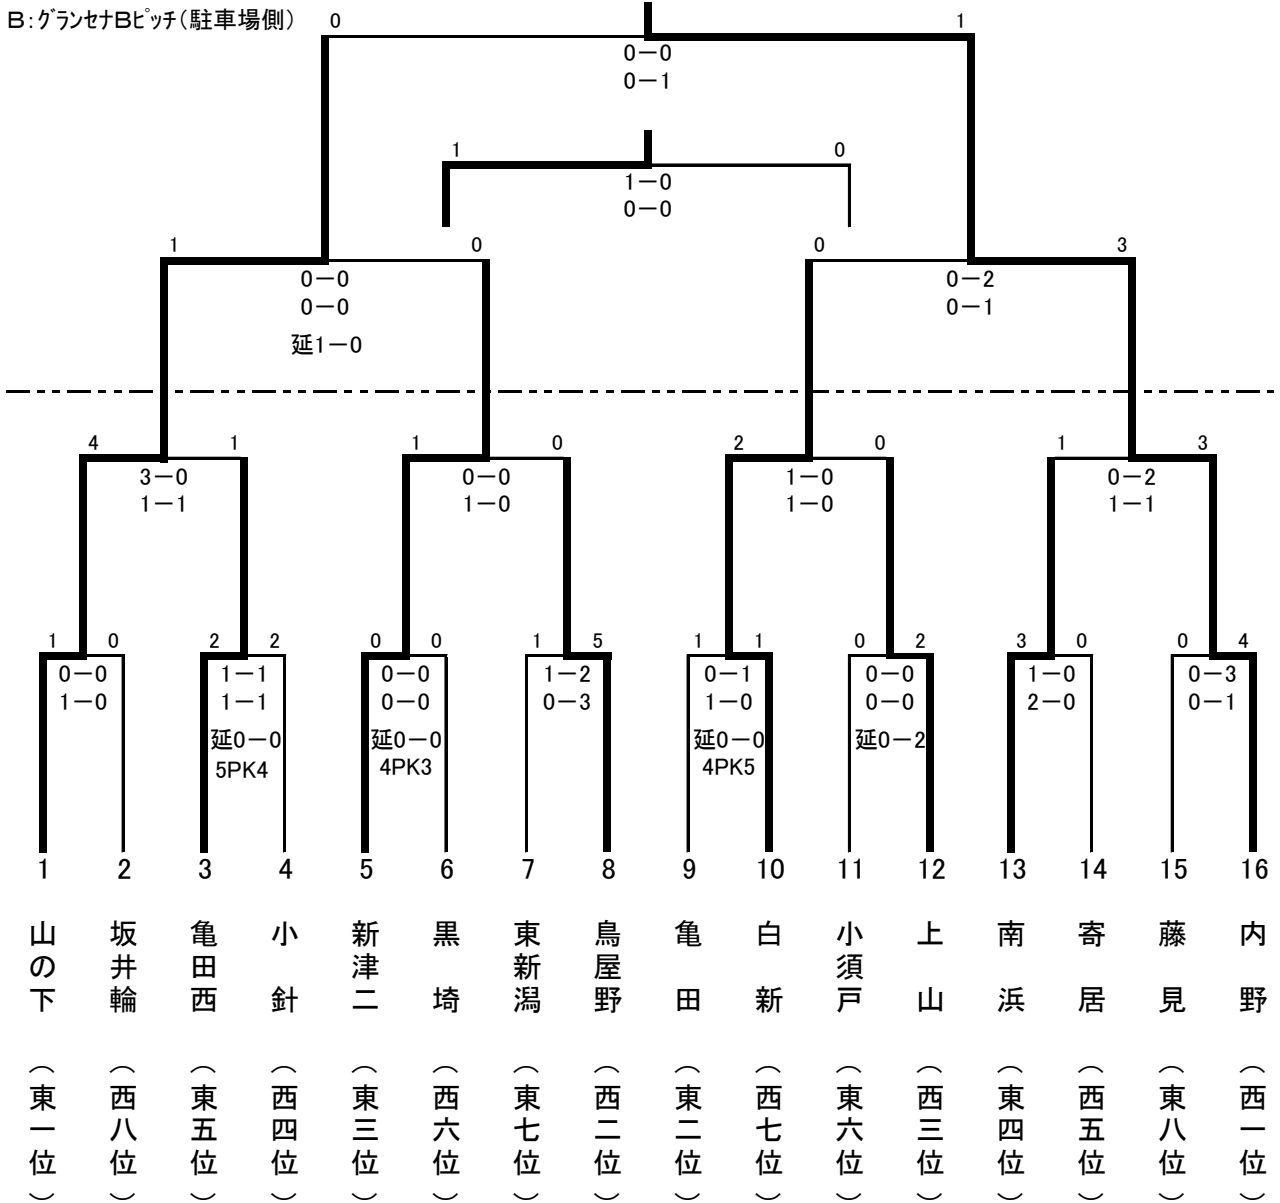 B：グランセナBピッチ（駐車場側）
0 1
0－0
0－1
1 0
1－0
0－0
1 0 0 3
0－0 0－2
0－0 0－1
延1－0
4 1 1 0 2 0 1 3
3－0 0－0 1－0 0－2
1－1 1－0 1－0 1－1
1 0 2 2 0 0 1 5 1 1 0 2 3 0 0 4
0－0 1－1 0－0 1－2 0－1 0－0 1－0 0－3
1－0 1－1 0－0 0－3 1－0 0－0 2－0 0－1
延0－0 延0－0 延0－0 延0－2
5PK4 4PK3 4PK5
1 2 3 4 5 6 7 8 9 10 11 12 13 14 15 16
山の下（東一位）
坂井輪（西八位）
亀田西（東五位）
小針（西四位）
新津二（東三位）
黒埼（西六位）
東新潟（東七位）
鳥屋野（西二位）
亀田（東二位）
白新（西七位）
小須戸（東六位）
上山（西三位）
南浜（東四位）
寄居（西五位）
藤見（東八位）
内野（西一位）